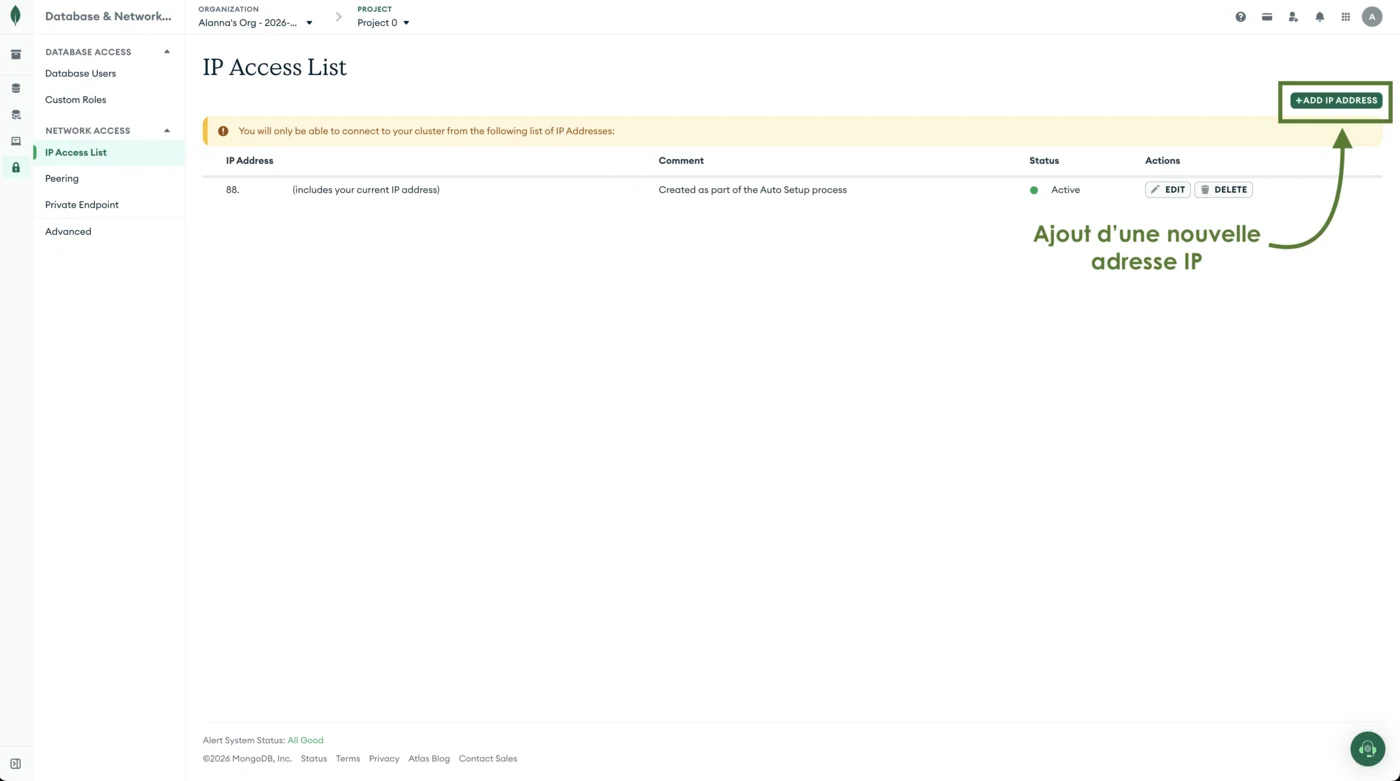 Database & Network...
ORGANIZATION
Alanna's Org - 2026-...
PROJECT
Project 0
A
DATABASE ACCESS
Database Users
Custom Roles
NETWORK ACCESS
IP Access List
Peering
Private Endpoint
Advanced
IP Access List
+ADD IP ADDRESS
You will only be able to connect to your cluster from the following list of IP Addresses:
IP Address Comment Status Actions
88. (includes your current IP address) Created as part of the Auto Setup process Active EDIT DELETE
Ajout d’une nouvelle
adresse IP
Alert System Status: All Good
©2026 MongoDB, Inc. Status Terms Privacy Atlas Blog Contact Sales